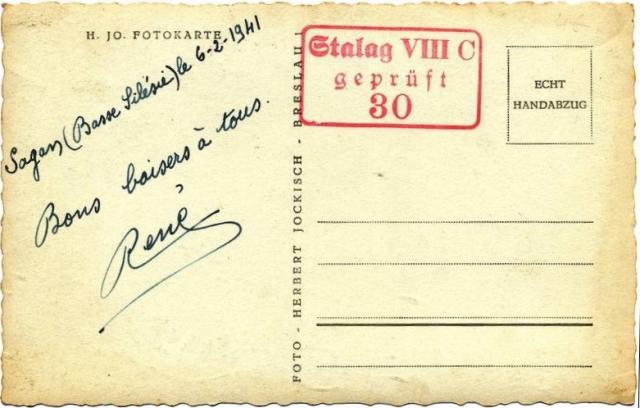 H. JO. FOTOKARTE
Sagan (Basse Silésie) le 6-2-1941
Bons baisers à tous.
René
FOTO - HERBERT JOCKISCH - BRESLAU I
Stalag VIII C
geprüft
30
ECHT
HANDABZUG